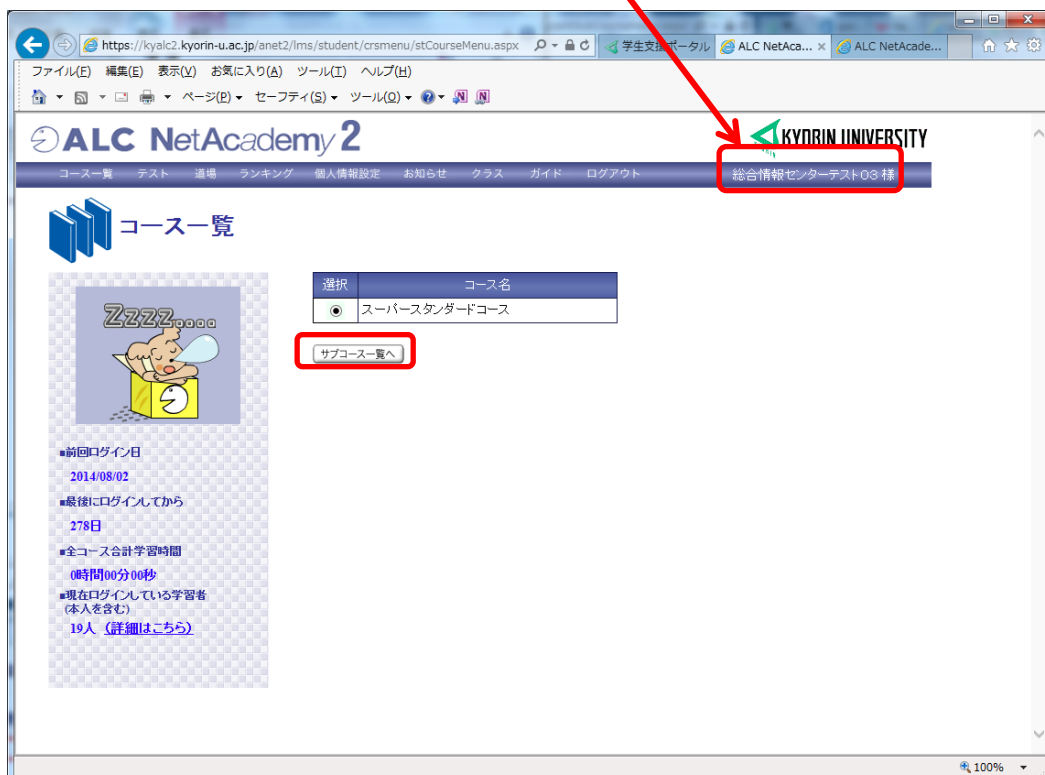 https://kyalc2.kyorin-u.ac.jp/anet2/lms/student/crsmenu/stCourseMenu.aspx
学生支援ポータル
ALC NetAca...
ALC NetAcade...
ファイル(F) 編集(E) 表示(V) お気に入り(A) ツール(T) ヘルプ(H)
ページ(P) セーフティ(S) ツール(O)
ALC NetAcademy 2
KYORIN UNIVERSITY
コース一覧 テスト 道場 ランキング 個人情報設定 お知らせ クラス ガイド ログアウト 総合情報センターテスト03 様
コース一覧
選択 コース名
スーパースタンダードコース
サブコース一覧へ
ZZZZ....
■前回ログイン日
2014/08/02
■最後にログインしてから
278日
■全コース合計学習時間
0時間00分00秒
■現在ログインしている学習者
(本人を含む)
19人 (詳細はこちら)
100%